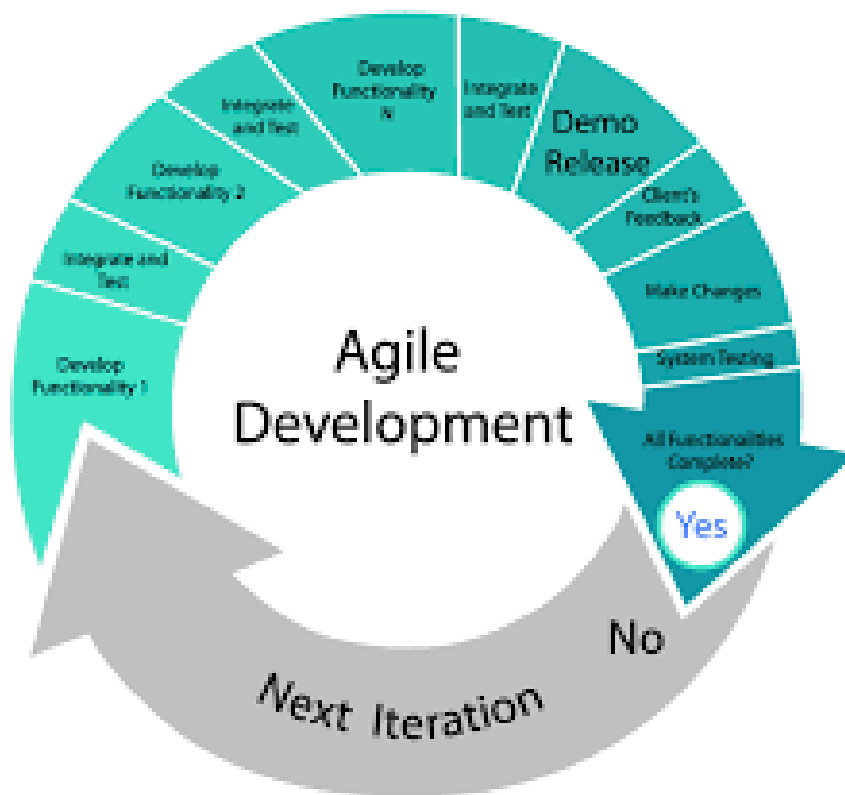 Develop
Functionality 1
Integrate and
Test
Develop
Functionality 2
Integrate
and Test
Develop
Functionality
N
Integrate
and Test
Demo
Release
Client's
Feedback
Make Changes
System Testing
All Functionalities
Complete?
Yes
No
Next Iteration
Agile
Development